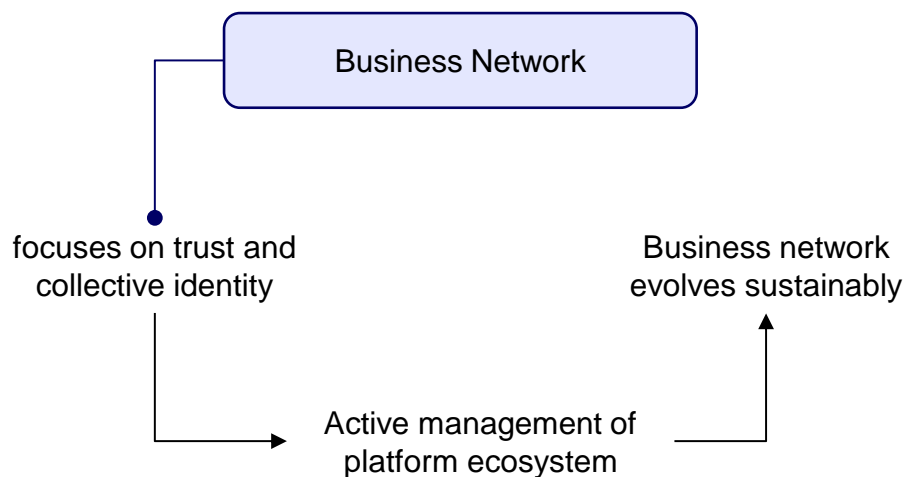 Business Network
focuses on trust and
collective identity
Business network
evolves sustainably
Active management of
platform ecosystem